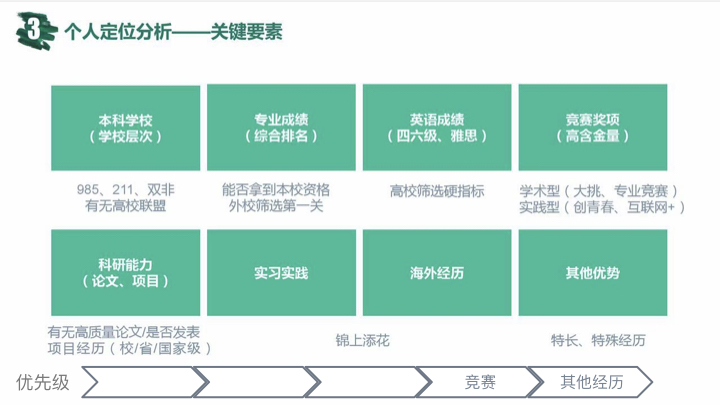 3 个人定位分析——关键要素
本科学校
（学校层次）
专业成绩
（综合排名）
英语成绩
（四六级、雅思）
竞赛奖项
（高含金量）
985、211、双非
有无高校联盟
能否拿到本校资格
外校筛选第一关
高校筛选硬指标
学术型（大挑、专业竞赛）
实践型（创青春、互联网+）
科研能力
（论文、项目）
实习实践
海外经历
其他优势
有无高质量论文/是否发表
项目经历（校/省/国家级）
锦上添花
特长、特殊经历
优先级
竞赛
其他经历